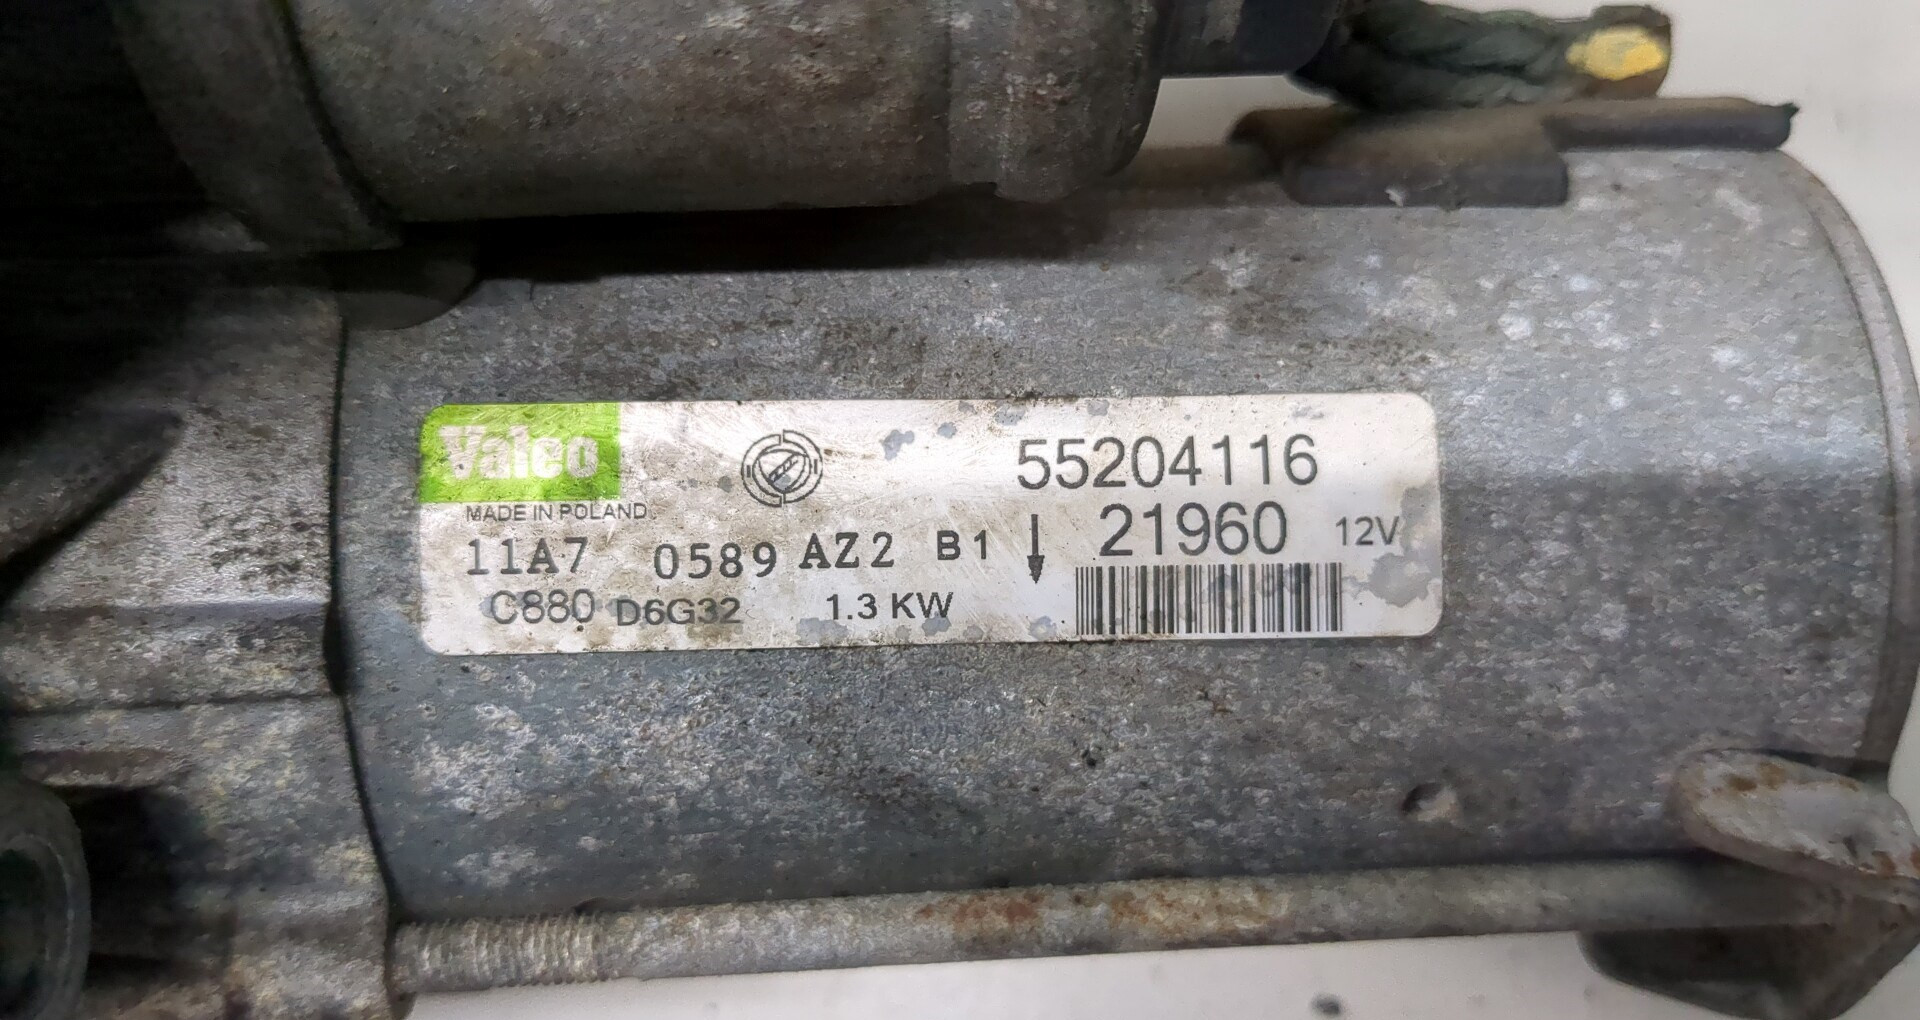 Valeo
55204116
MADE IN POLAND
21960 12V
11A7 0589 AZ2 B1
C880 D6G32 1.3 KW